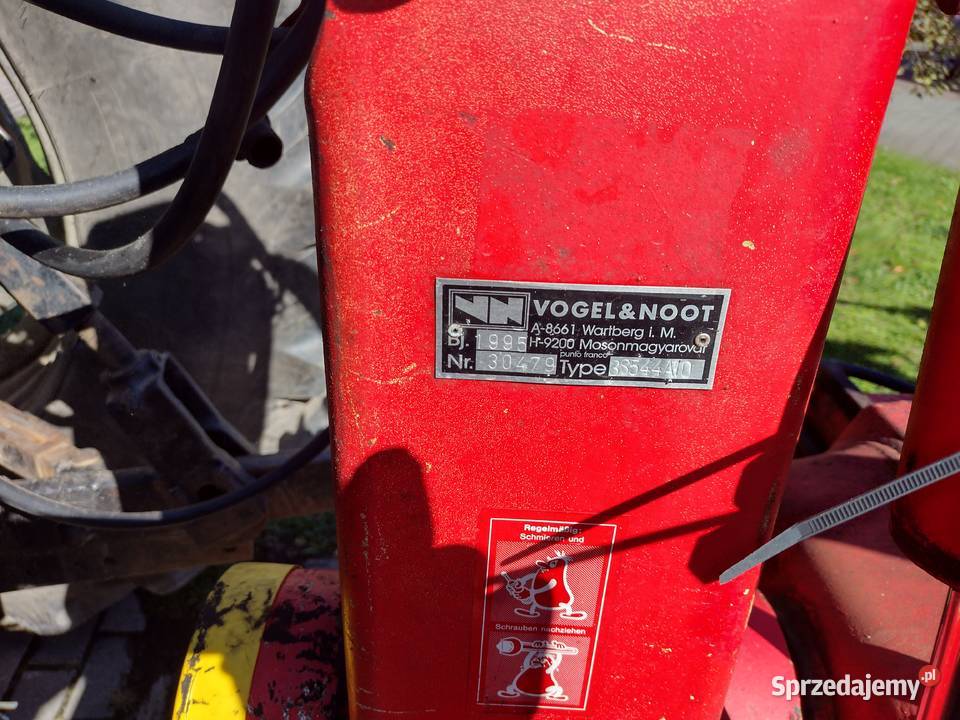 VOGEL&NOOT
A-8661 Wartberg i. M.
Bj. 1995 H-9200 Mosonmagyaróvár
punto franco
Nr. 30479 Type
Regelmäßig:
Schmieren und
Schrauben nachziehen
Sprzedajemy.pl